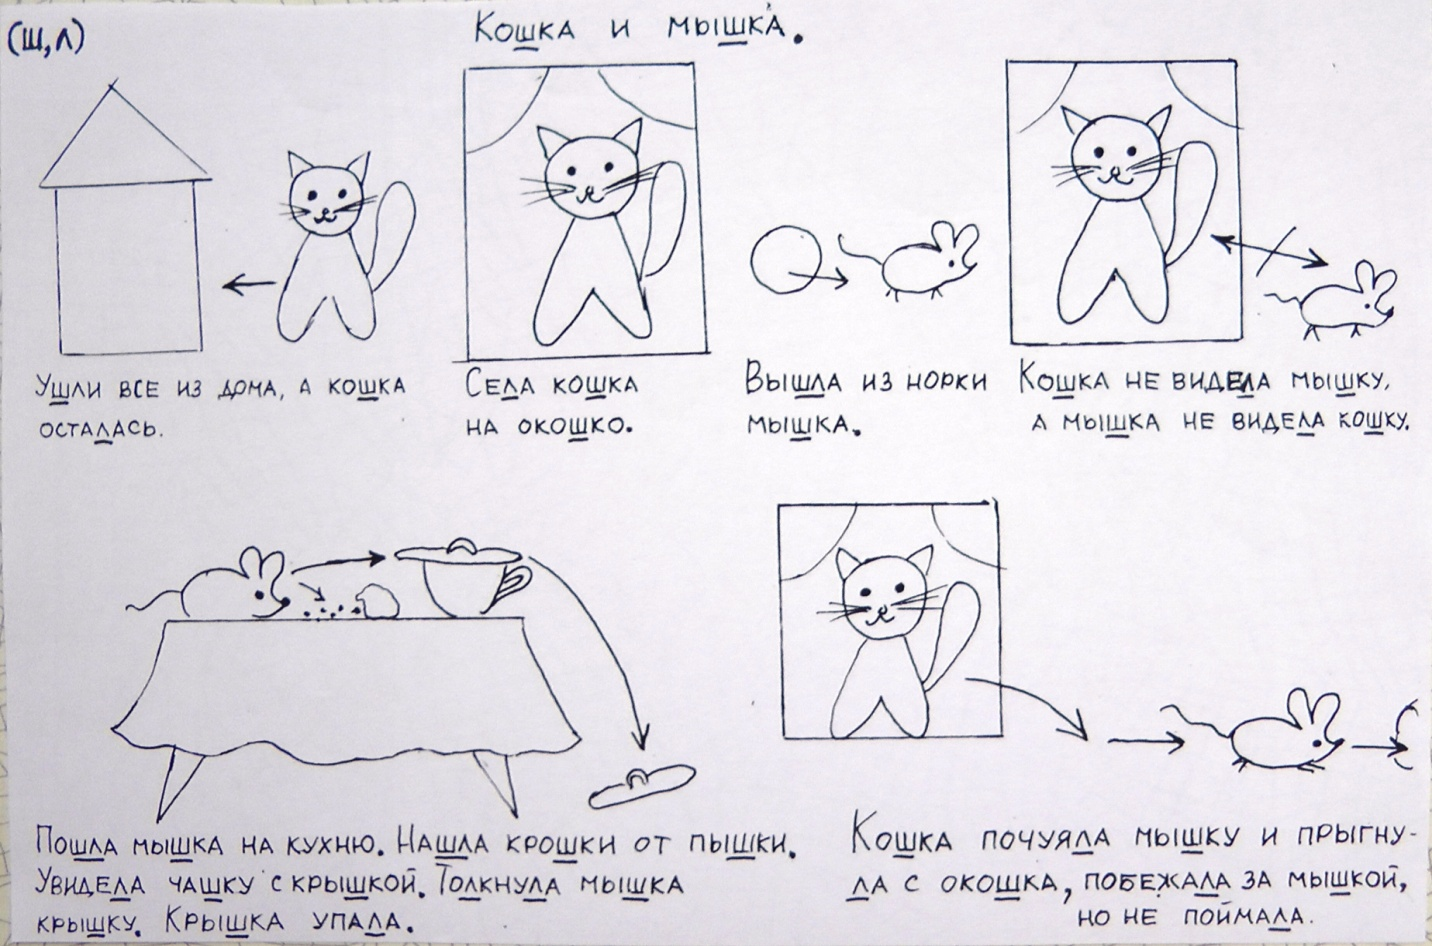 (Ш,Л)
Кошка и мышка.
Ушли все из дома, а кошка
осталась.
Села кошка
на окошко.
Вышла из норки
мышка.
Кошка не видела мышку,
а мышка не видела кошку.
Пошла мышка на кухню. Нашла крошки от пышки.
Увидела чашку с крышкой. Толкнула мышка
крышку. Крышка упала.
Кошка почуяла мышку и прыгну-
ла с окошка, побежала за мышкой,
но не поймала.